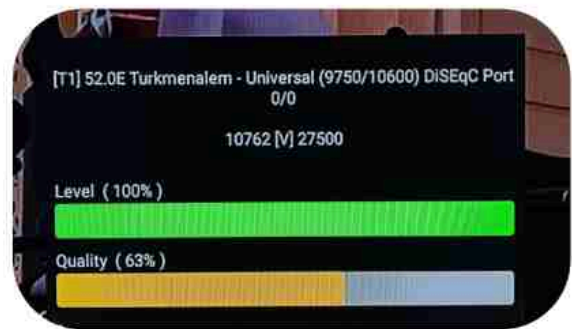 [T1] 52.0E Turkmenalem - Universal (9750/10600) DiSEqC Port
0/0
10762 [V] 27500
Level ( 100% )
Quality ( 63% )